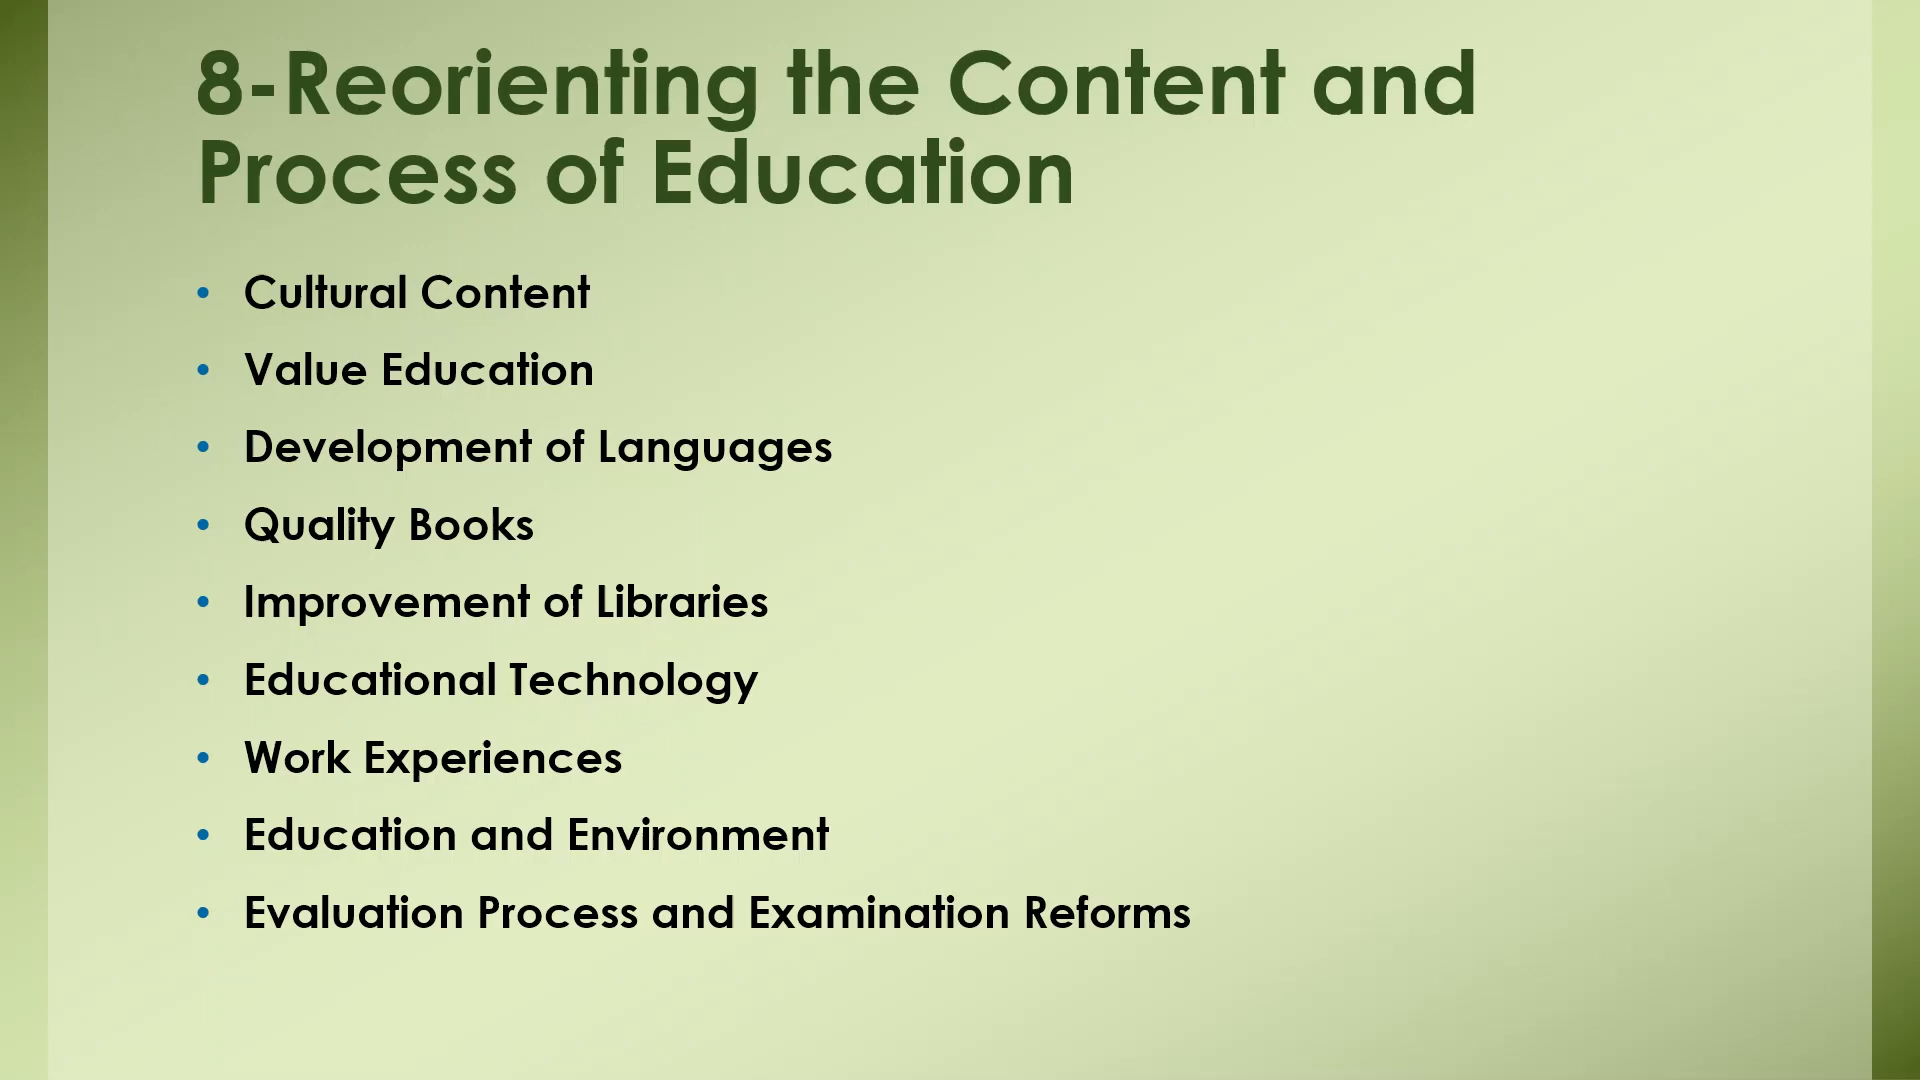 8-Reorienting the Content and
Process of Education
• Cultural Content
• Value Education
• Development of Languages
• Quality Books
• Improvement of Libraries
• Educational Technology
• Work Experiences
• Education and Environment
• Evaluation Process and Examination Reforms